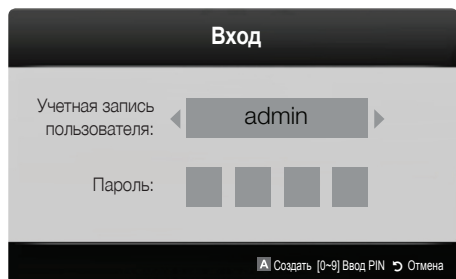 Вход
Учетная запись
пользователя:
admin
Пароль:
A Создать [0~9] Ввод PIN Отмена